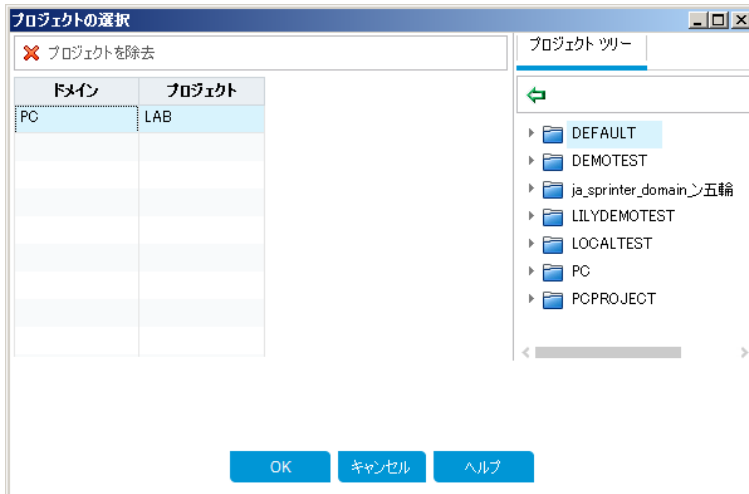 プロジェクトの選択
プロジェクトを除去
ドメイン プロジェクト
PC LAB
プロジェクト ツリー
DEFAULT
DEMOTEST
ja_sprinter_domain_ン五輪
LILYDEMOTEST
LOCALTEST
PC
PCPROJECT
OK キャンセル ヘルプ